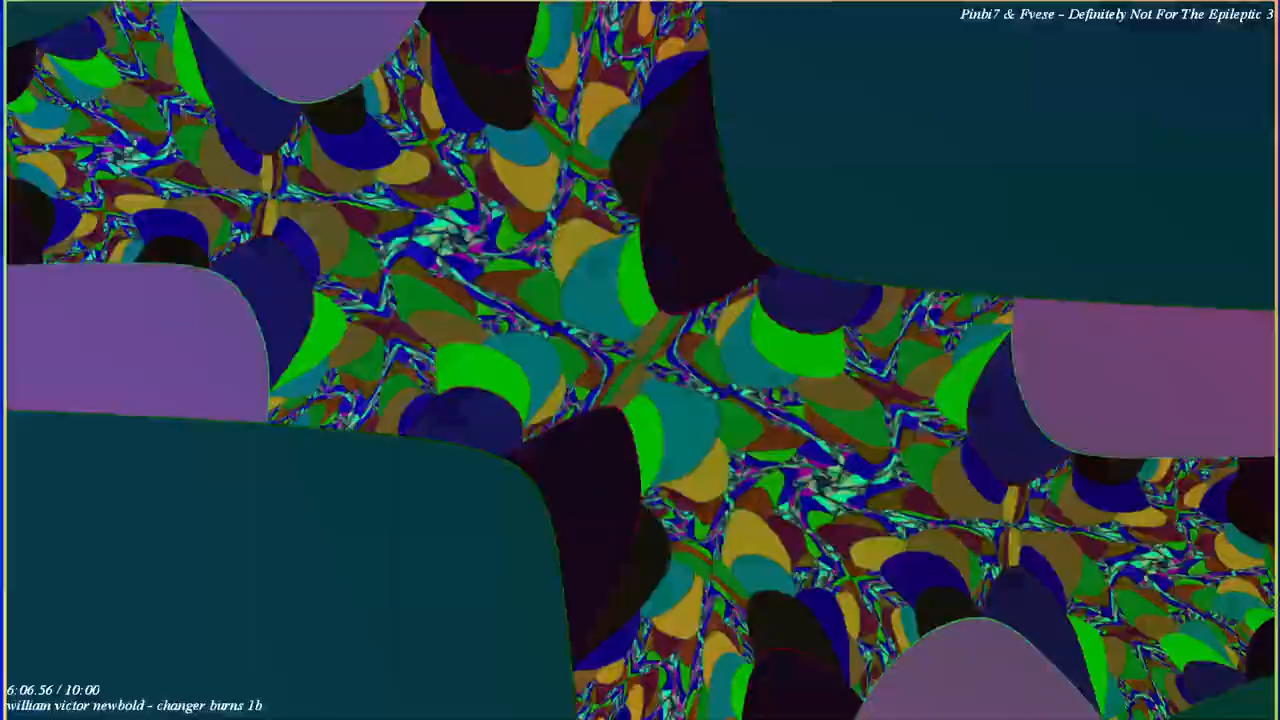 Pinbi7 & Fvese - Definitely Not For The Epileptic 3
6:06.56 / 10:00
william victor newbold - changer burns 1b